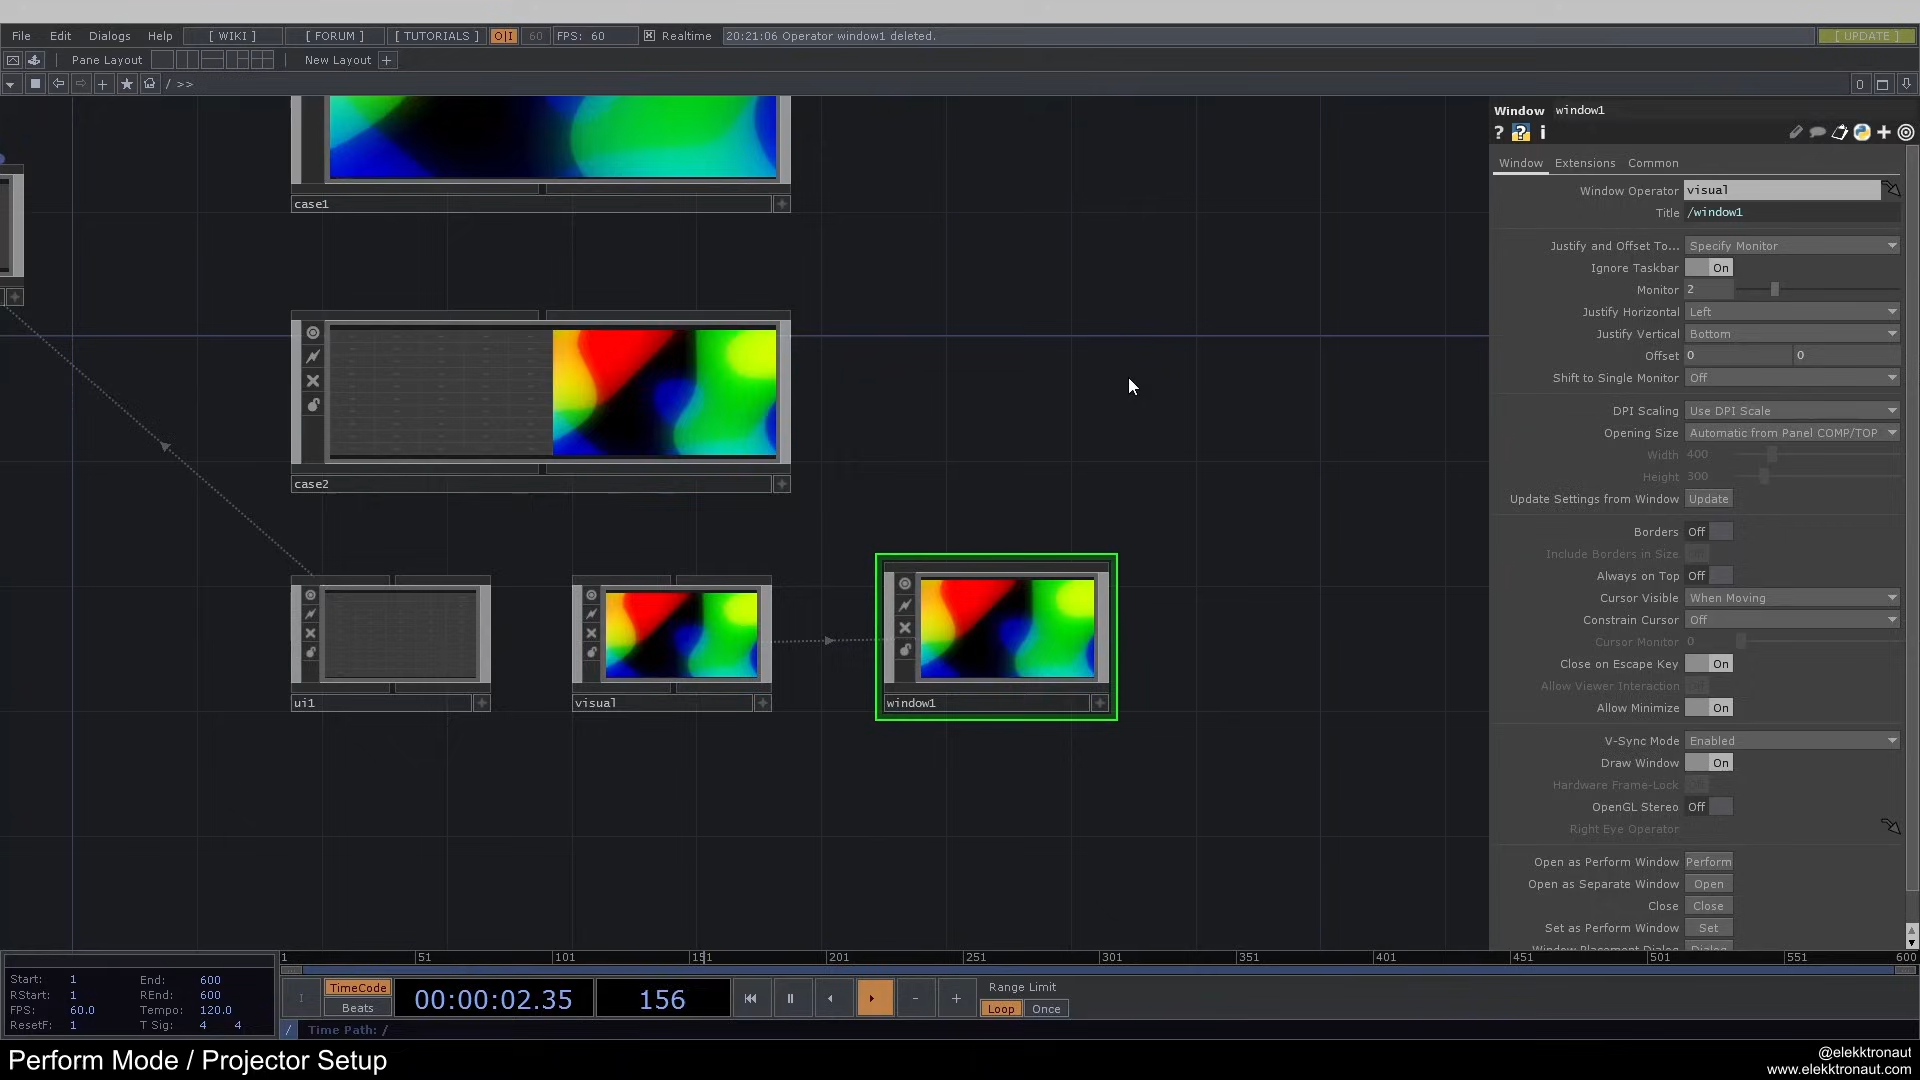 File Edit Dialogs Help [ WIKI ] [ FORUM ] [ TUTORIALS ] O|I 60 FPS: 60 Realtime 20:21:06 Operator window1 deleted. [ UPDATE ]
Pane Layout New Layout +
/ >> 0
Window window1
? ? i
Window Extensions Common
Window Operator visual
Title /window1
Justify and Offset To... Specify Monitor
Ignore Taskbar On
Monitor 2
Justify Horizontal Left
Justify Vertical Bottom
Offset 0 0
Shift to Single Monitor Off
DPI Scaling Use DPI Scale
Opening Size Automatic from Panel COMP/TOP
Width 400
Height 300
Update Settings from Window Update
Borders Off
Include Borders in Size
Always on Top Off
Cursor Visible When Moving
Constrain Cursor Off
Cursor Monitor 0
Close on Escape Key On
Allow Viewer Interaction
Allow Minimize On
V-Sync Mode Enabled
Draw Window On
Hardware Frame-Lock
OpenGL Stereo Off
Right Eye Operator
Open as Perform Window Perform
Open as Separate Window Open
Close Close
Set as Perform Window Set
Window Placement Dialog Dialog
case1
case2
ui1
visual
window1
1 51 101 151 201 251 301 351 401 451 501 551 600
Start: 1 End: 600
RStart: 1 REnd: 600
FPS: 60.0 Tempo: 120.0
ResetF: 1 T Sig: 4 4
TimeCode
Beats
00:00:02.35 156
- +
Range Limit
Loop Once
/ Time Path: /
Perform Mode / Projector Setup
@elekktronaut
www.elekktronaut.com